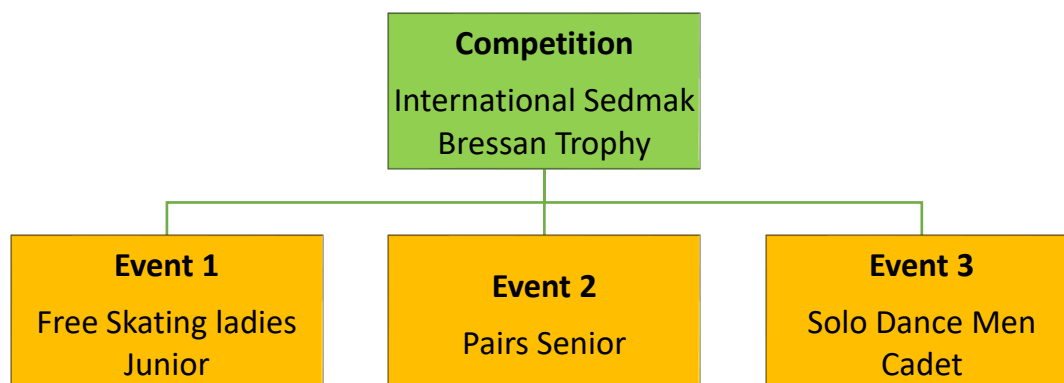 Competition
International Sedmak
Bressan Trophy
Event 1
Free Skating ladies
Junior
Event 2
Pairs Senior
Event 3
Solo Dance Men
Cadet